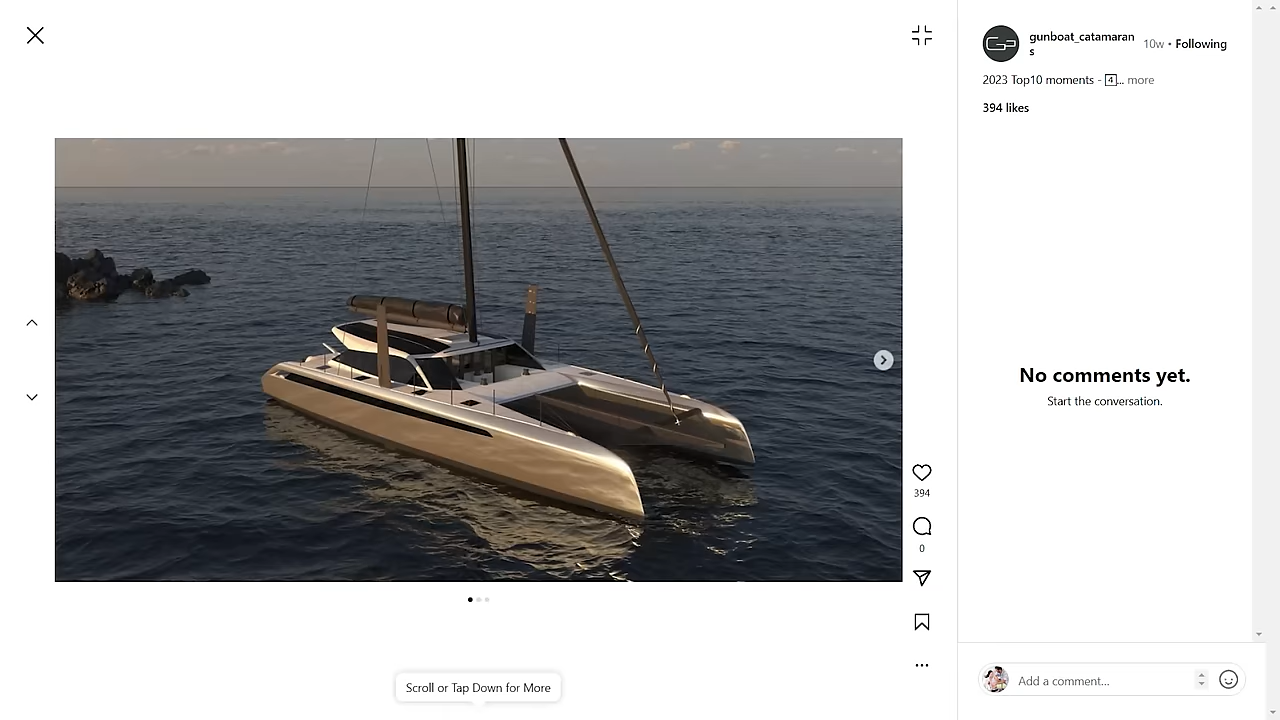 gunboat_catamaran
s
10w • Following
2023 Top10 moments - 4... more
394 likes
No comments yet.
Start the conversation.
394
0
Scroll or Tap Down for More
Add a comment...